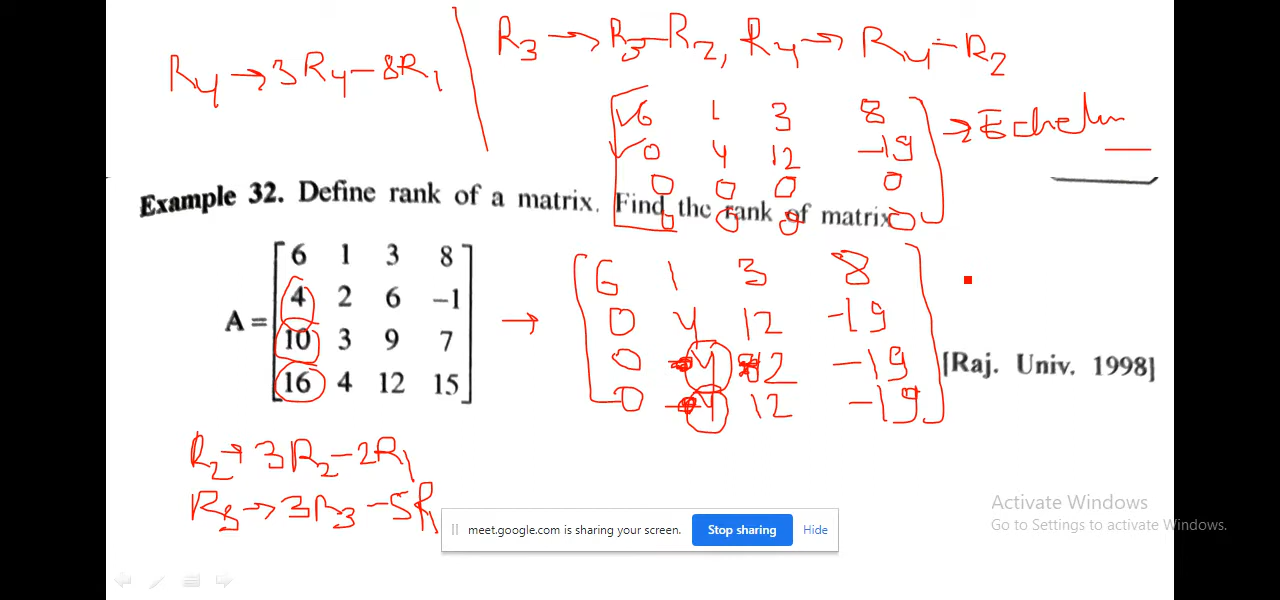 R4 → 3R4 - 8R1
R3 → R3 - R2, R4 → R4 - R2
6 1 3 8
0 4 12 -19
0 0 0 0
0 0 0 0
→ Echelon
Example 32. Define rank of a matrix. Find the rank of matrix
A = 6 1 3 8
4 2 6 −1
10 3 9 7
16 4 12 15
→
6 1 3 8
0 4 12 -19
0 4 12 -19
0 4 12 -19
[Raj. Univ. 1998]
R2 → 3R2 - 2R1
R3 → 3R3 - 5R1
meet.google.com is sharing your screen. Stop sharing Hide
Activate Windows
Go to Settings to activate Windows.